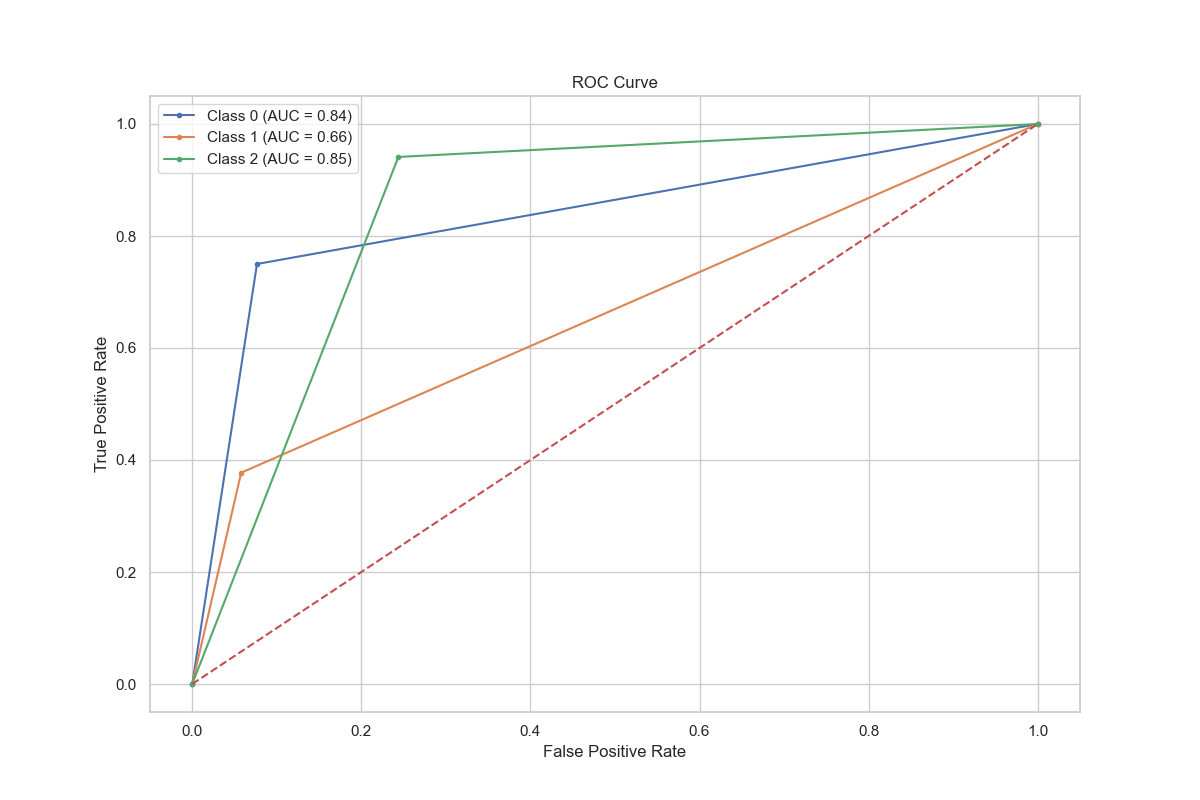 ROC Curve
Class 0 (AUC = 0.84)
Class 1 (AUC = 0.66)
Class 2 (AUC = 0.85)
1.0
0.8
0.6
0.4
0.2
0.0
True Positive Rate
0.0 0.2 0.4 0.6 0.8 1.0
False Positive Rate